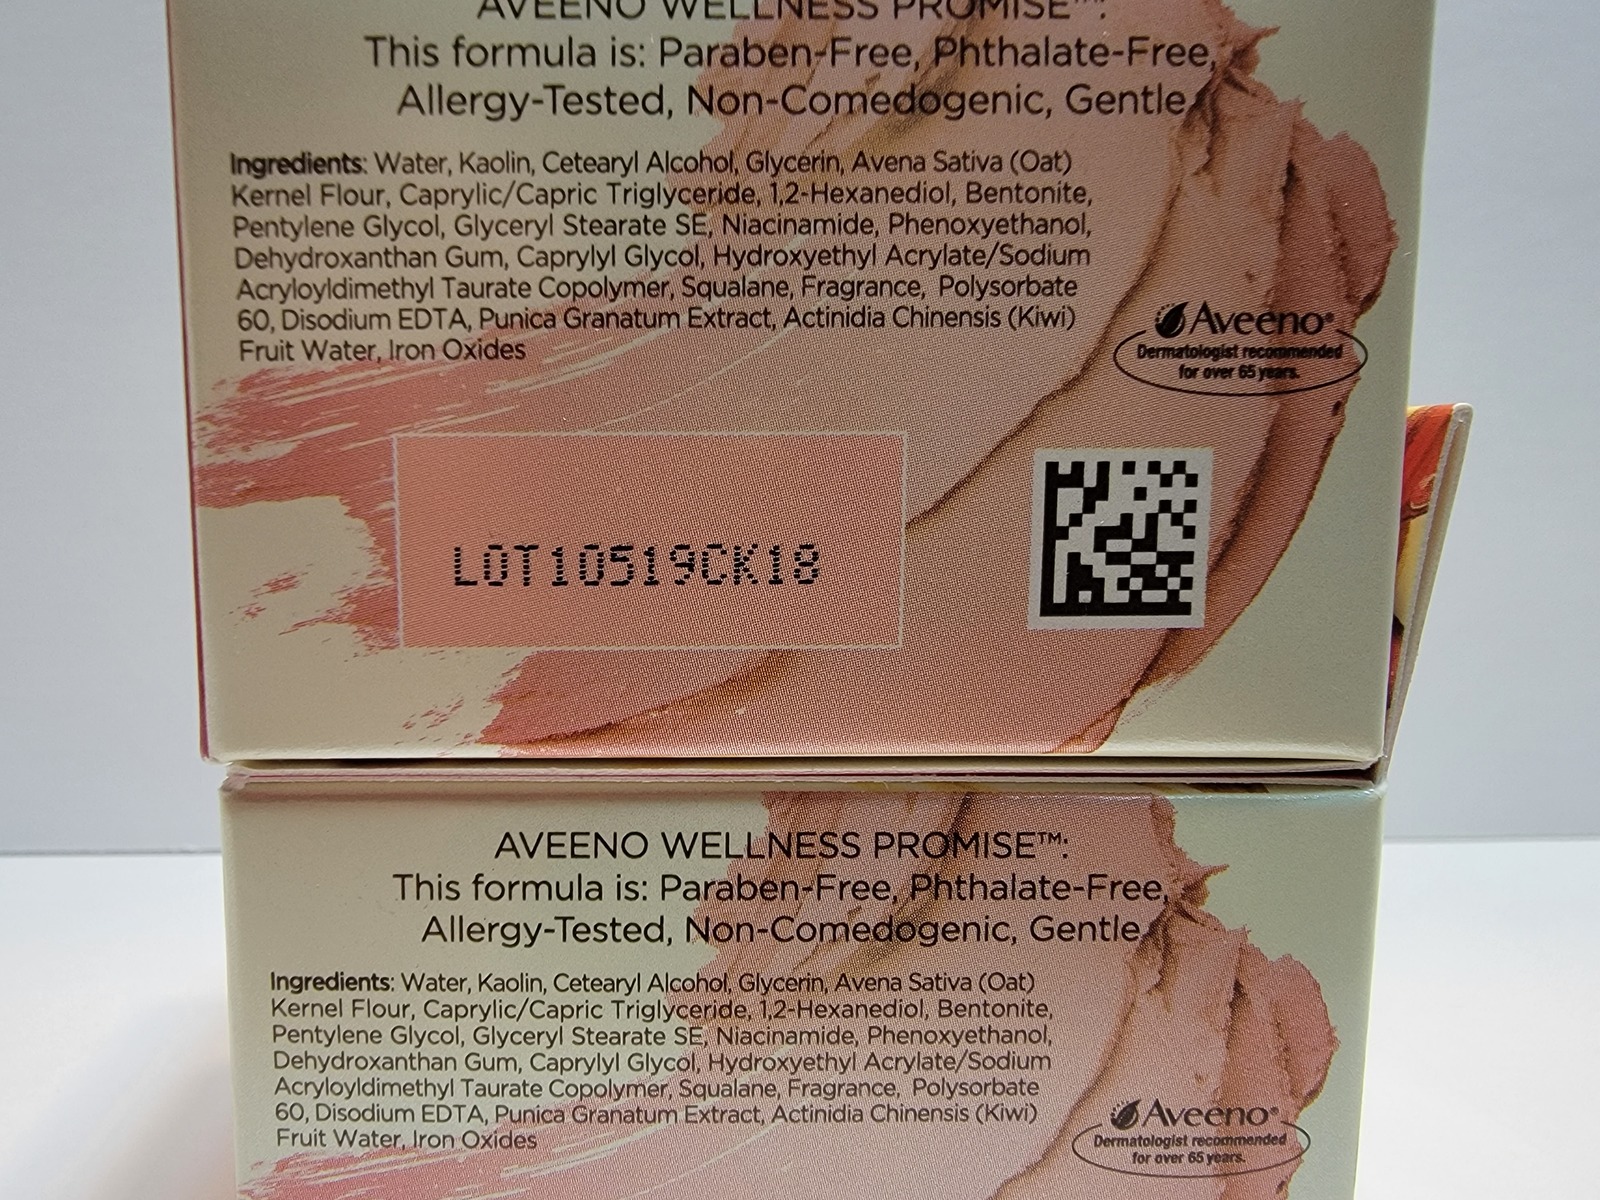 AVEENO WELLNESS PROMISE™:
This formula is: Paraben-Free, Phthalate-Free,
Allergy-Tested, Non-Comedogenic, Gentle
Ingredients: Water, Kaolin, Cetearyl Alcohol, Glycerin, Avena Sativa (Oat)
Kernel Flour, Caprylic/Capric Triglyceride, 1,2-Hexanediol, Bentonite,
Pentylene Glycol, Glyceryl Stearate SE, Niacinamide, Phenoxyethanol,
Dehydroxanthan Gum, Caprylyl Glycol, Hydroxyethyl Acrylate/Sodium
Acryloyldimethyl Taurate Copolymer, Squalane, Fragrance, Polysorbate
60, Disodium EDTA, Punica Granatum Extract, Actinidia Chinensis (Kiwi)
Fruit Water, Iron Oxides
Aveeno®
Dermatologist recommended
for over 65 years.
LOT10519CK18
AVEENO WELLNESS PROMISE™:
This formula is: Paraben-Free, Phthalate-Free,
Allergy-Tested, Non-Comedogenic, Gentle
Ingredients: Water, Kaolin, Cetearyl Alcohol, Glycerin, Avena Sativa (Oat)
Kernel Flour, Caprylic/Capric Triglyceride, 1,2-Hexanediol, Bentonite,
Pentylene Glycol, Glyceryl Stearate SE, Niacinamide, Phenoxyethanol,
Dehydroxanthan Gum, Caprylyl Glycol, Hydroxyethyl Acrylate/Sodium
Acryloyldimethyl Taurate Copolymer, Squalane, Fragrance, Polysorbate
60, Disodium EDTA, Punica Granatum Extract, Actinidia Chinensis (Kiwi)
Fruit Water, Iron Oxides
Aveeno®
Dermatologist recommended
for over 65 years.